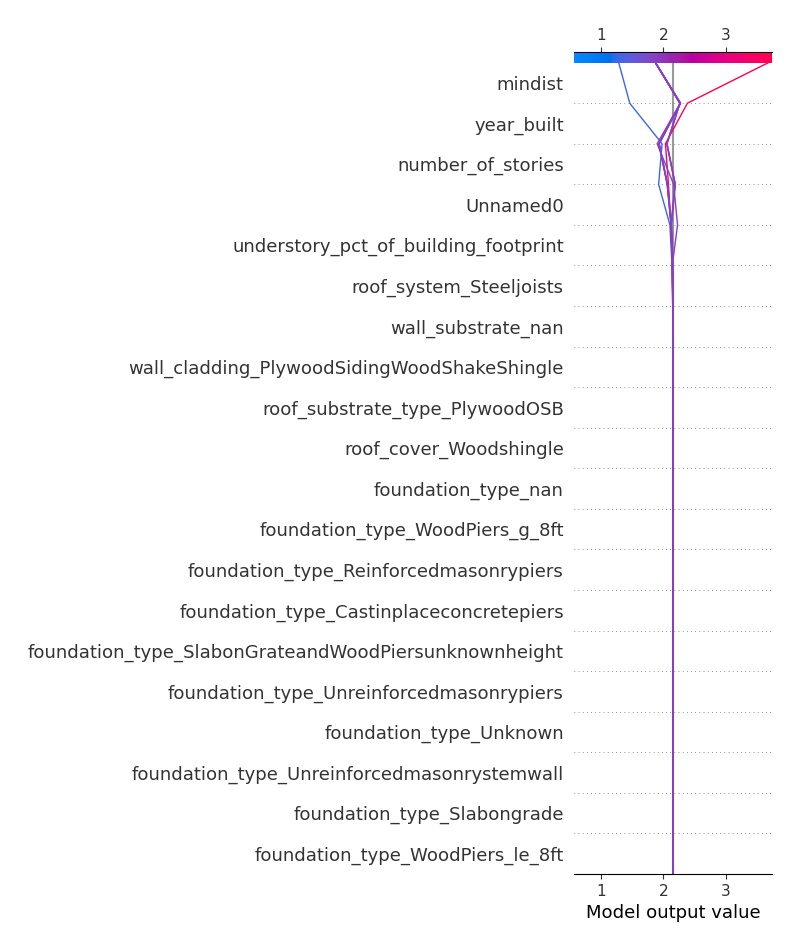 1 2 3
mindist
year_built
number_of_stories
Unnamed0
understory_pct_of_building_footprint
roof_system_Steeljoists
wall_substrate_nan
wall_cladding_PlywoodSidingWoodShakeShingle
roof_substrate_type_PlywoodOSB
roof_cover_Woodshingle
foundation_type_nan
foundation_type_WoodPiers_g_8ft
foundation_type_Reinforcedmasonrypiers
foundation_type_Castinplaceconcretepiers
foundation_type_SlabonGrateandWoodPiersunknownheight
foundation_type_Unreinforcedmasonrypiers
foundation_type_Unknown
foundation_type_Unreinforcedmasonrystemwall
foundation_type_Slabongrade
foundation_type_WoodPiers_le_8ft
1 2 3
Model output value